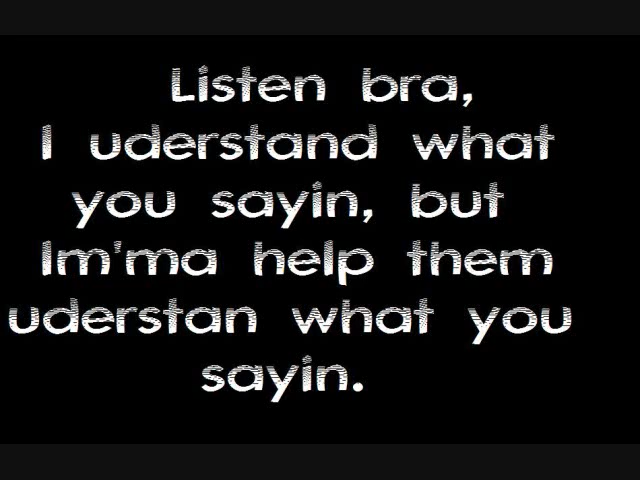 Listen bra,
I uderstand what
you sayin, but
Im'ma help them
uderstan what you
sayin.